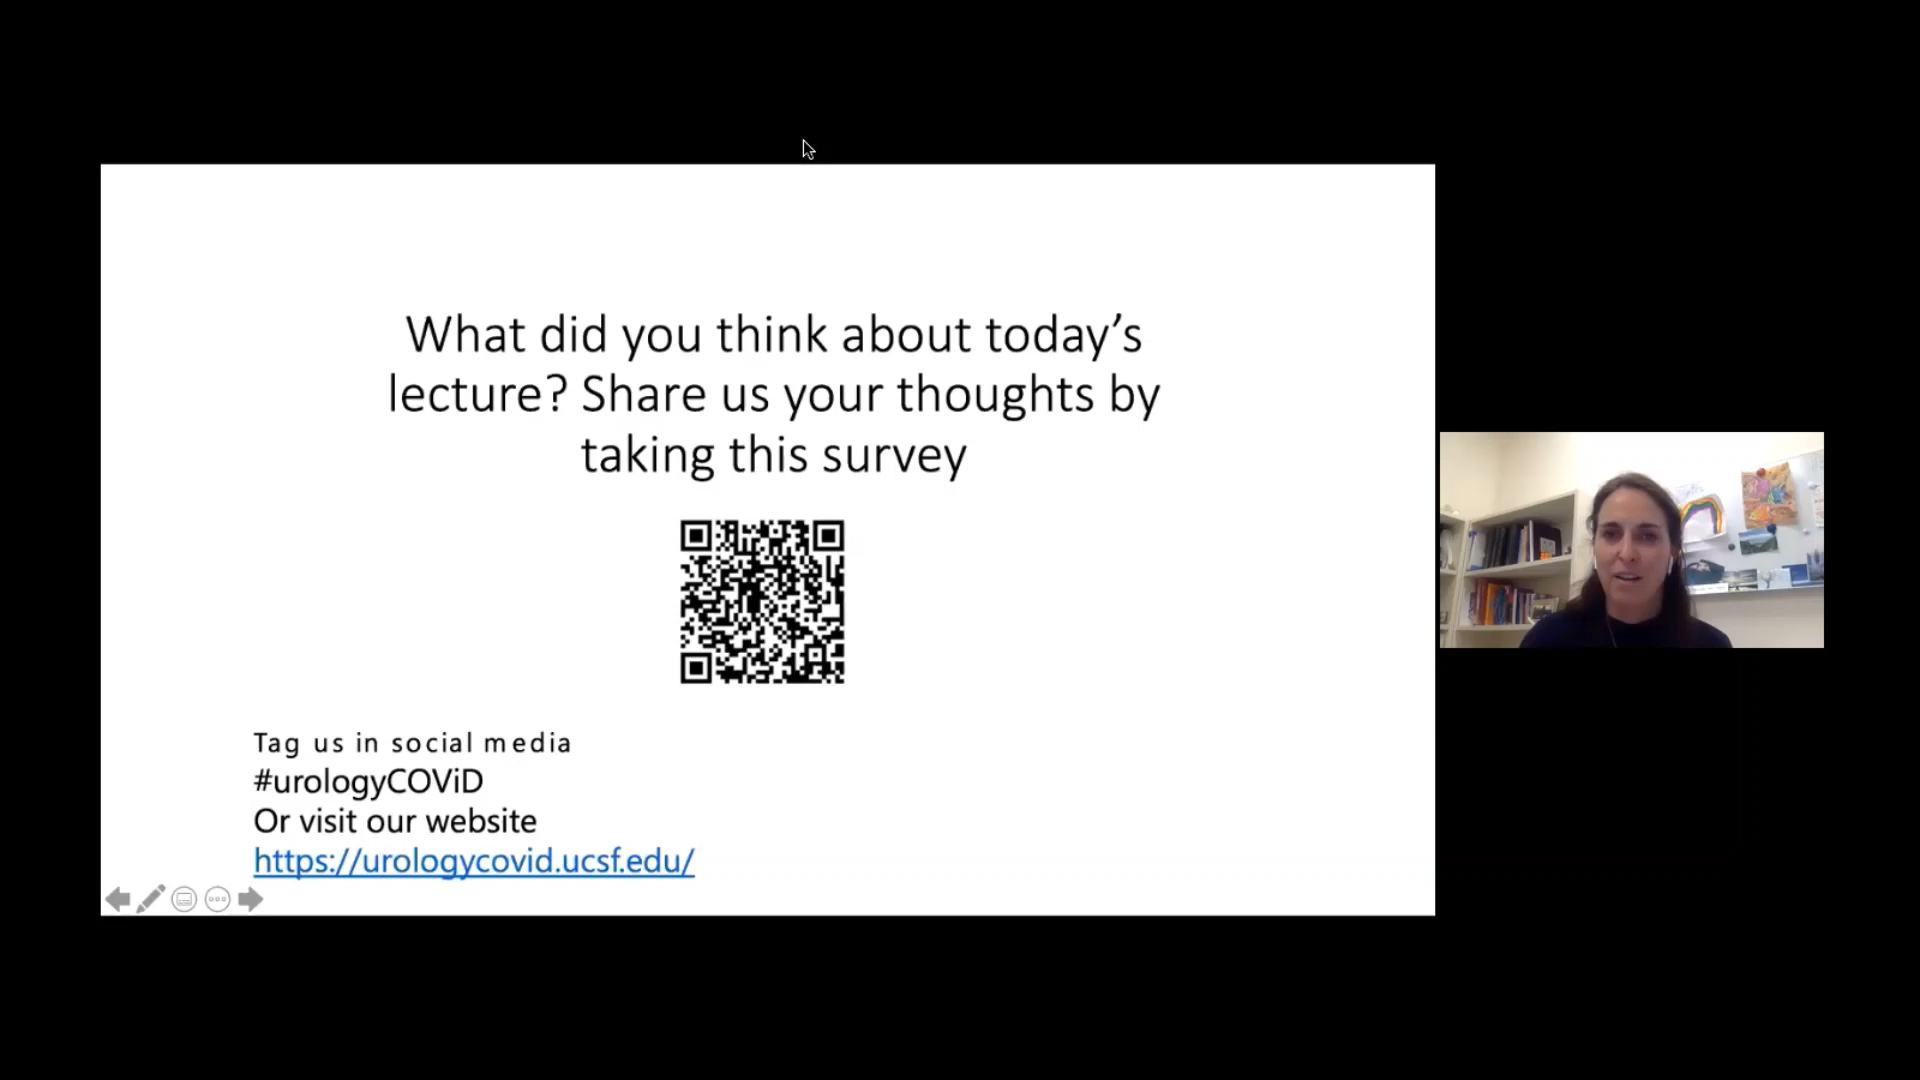 What did you think about today’s
lecture? Share us your thoughts by
taking this survey
Tag us in social media
#urologyCOViD
Or visit our website
https://urologycovid.ucsf.edu/